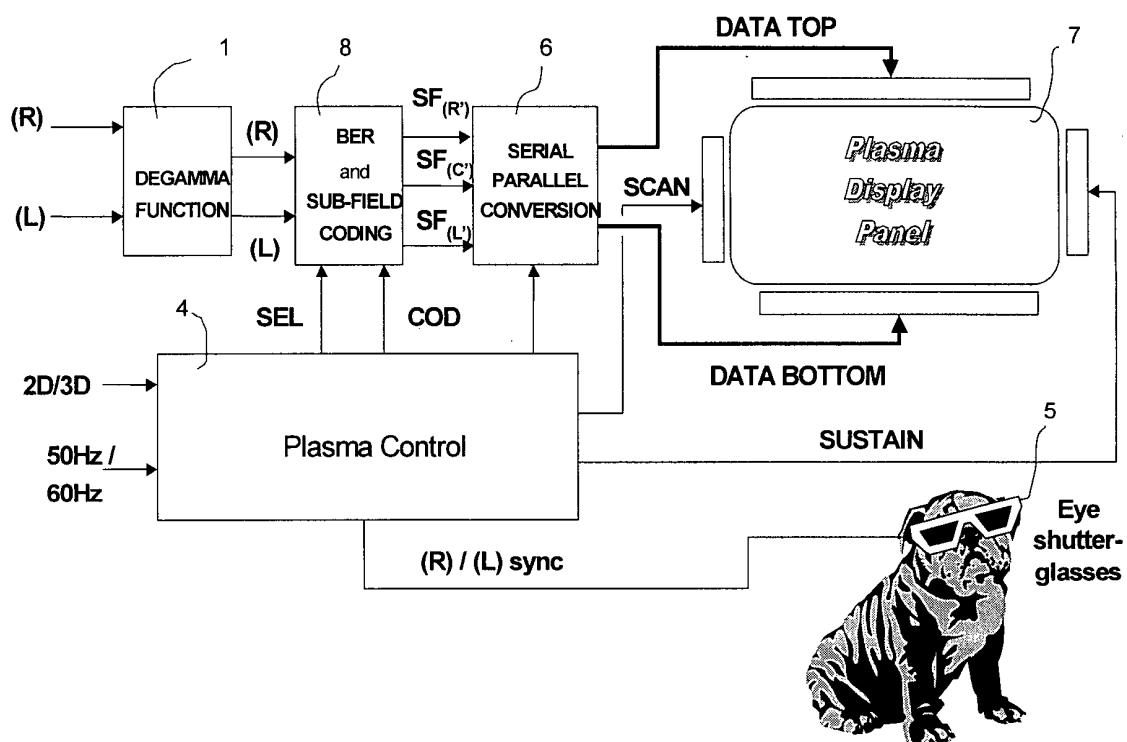 DATA TOP
1
8
6
7
(R)
(L)
DEGAMMA
FUNCTION
(R)
(L)
BER
and
SUB-FIELD
CODING
SF(R')
SF(C')
SF(L')
SERIAL
PARALLEL
CONVERSION
SCAN
Plasma
Display
Panel
SEL
COD
4
DATA BOTTOM
2D/3D
50Hz /
60Hz
Plasma Control
SUSTAIN
5
Eye
shutter-
glasses
(R) / (L) sync